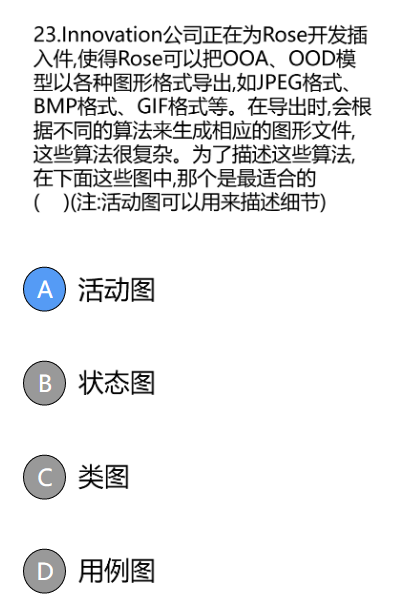 23.Innovation公司正在为Rose开发插
入件,使得Rose可以把OOA、OOD模
型以各种图形格式导出,如JPEG格式、
BMP格式、GIF格式等。在导出时,会根
据不同的算法来生成相应的图形文件,
这些算法很复杂。为了描述这些算法,
在下面这些图中,那个是最适合的
(    )(注:活动图可以用来描述细节)
A 活动图
B 状态图
C 类图
D 用例图